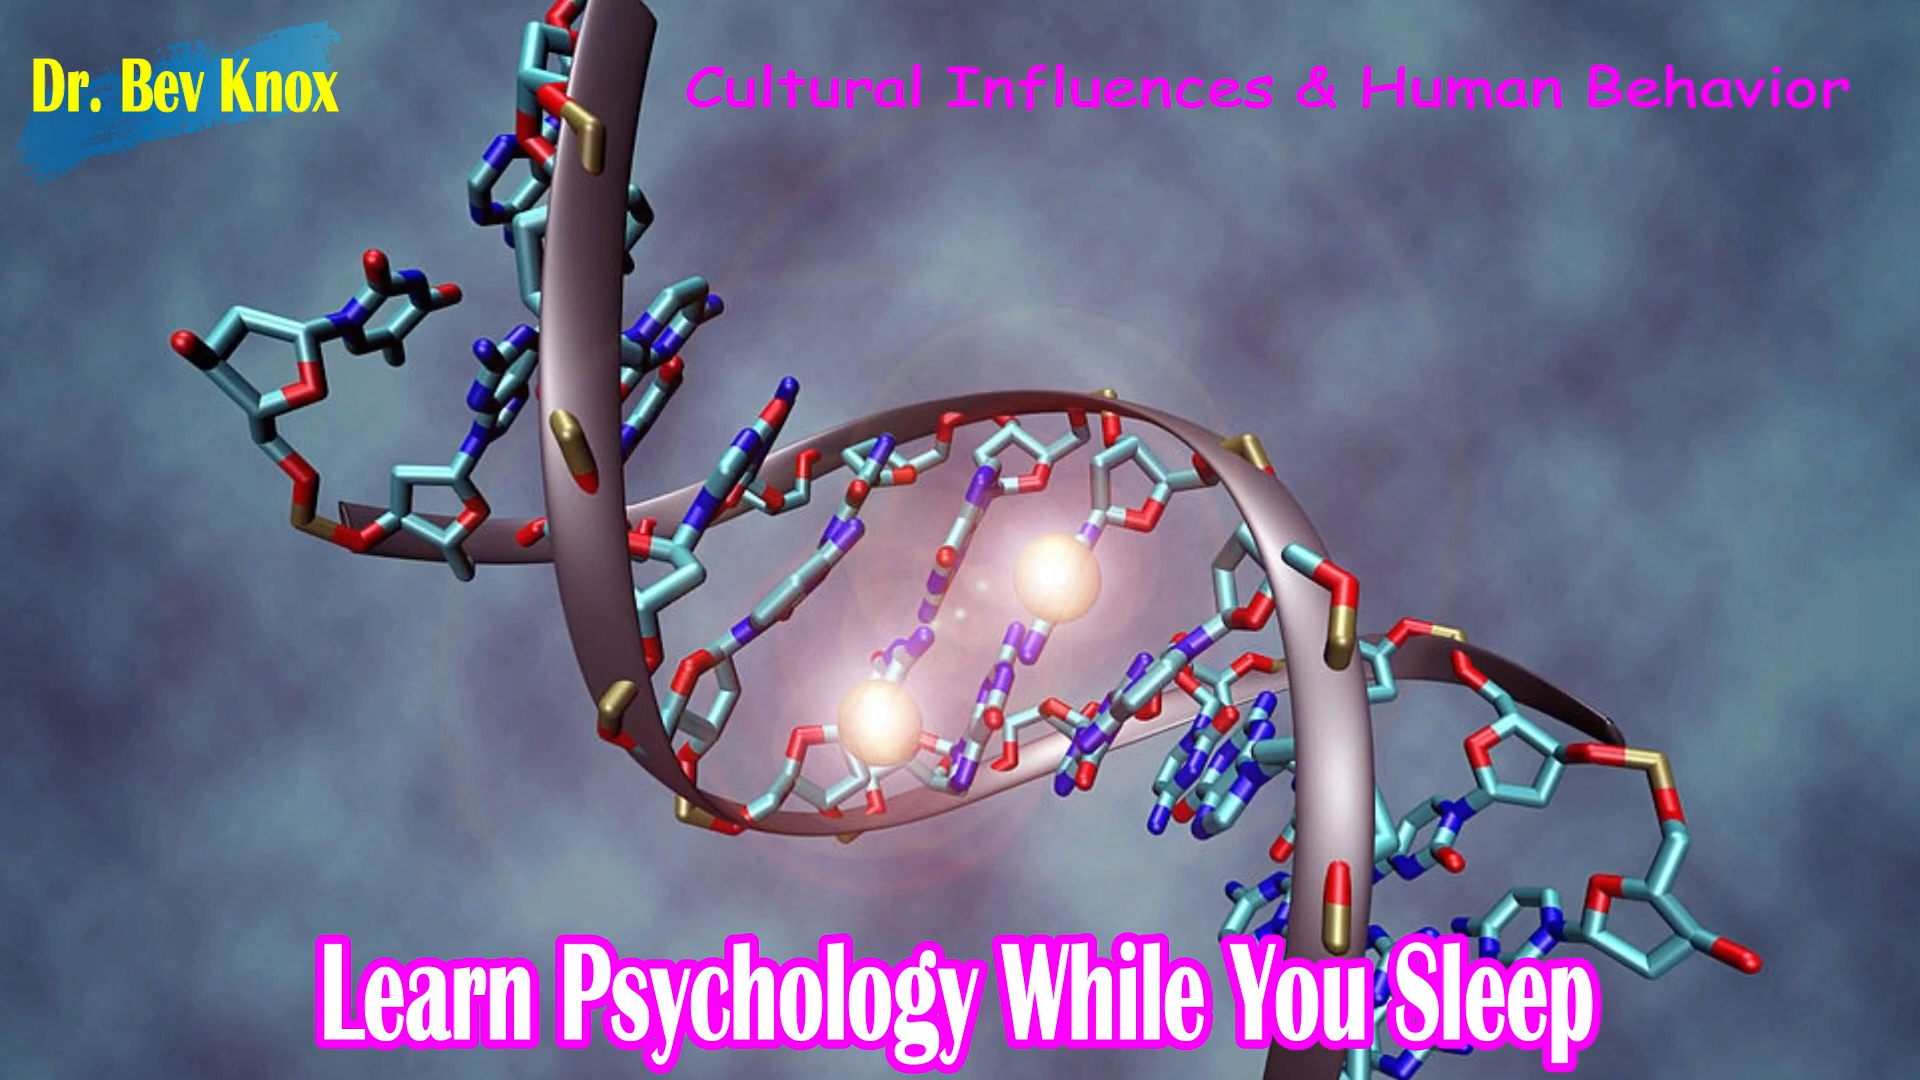 Dr. Bev Knox
Cultural Influences & Human Behavior
Learn Psychology While You Sleep